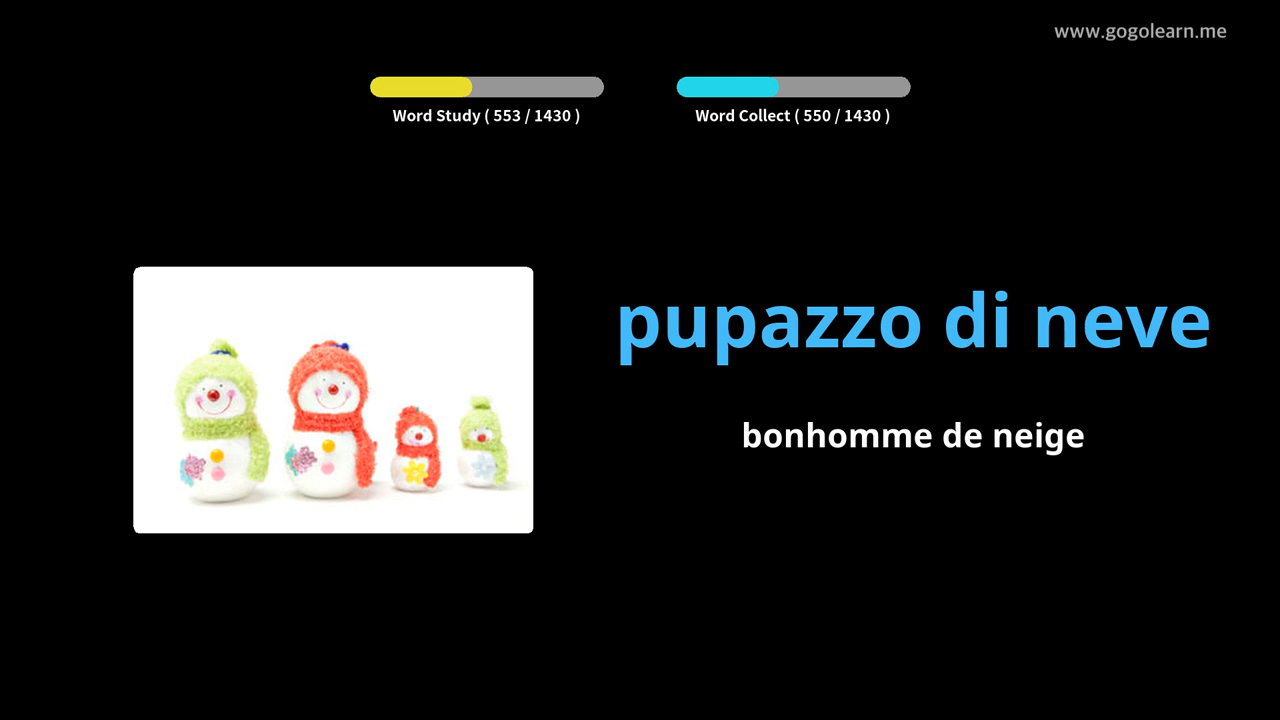 www.gogolearn.me
Word Study ( 553 / 1430 )
Word Collect ( 550 / 1430 )
pupazzo di neve
bonhomme de neige